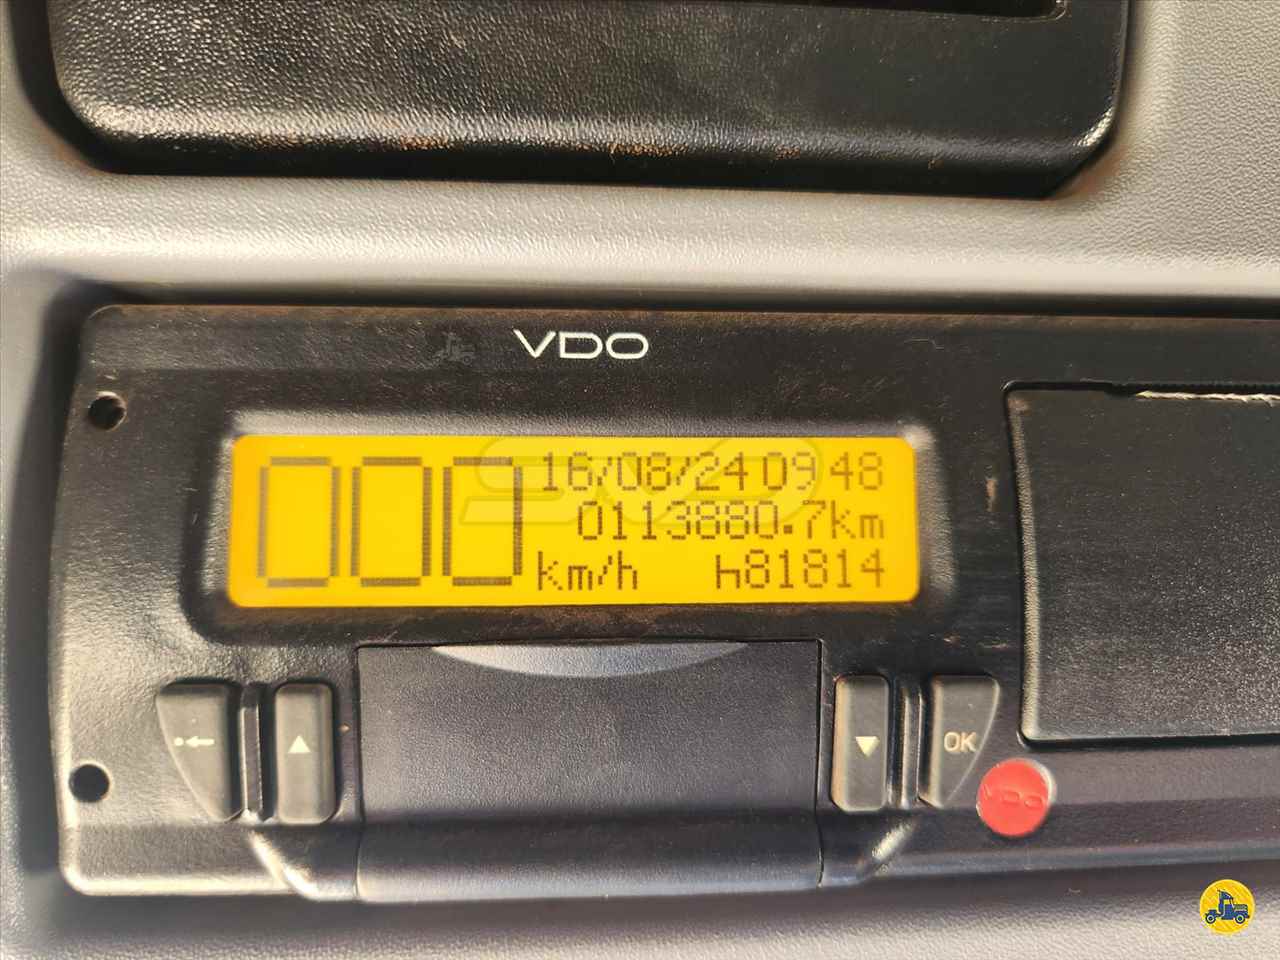 VDO
000 km/h
16/08/24 09 48
0113880.7km
h81814
OK
VDO